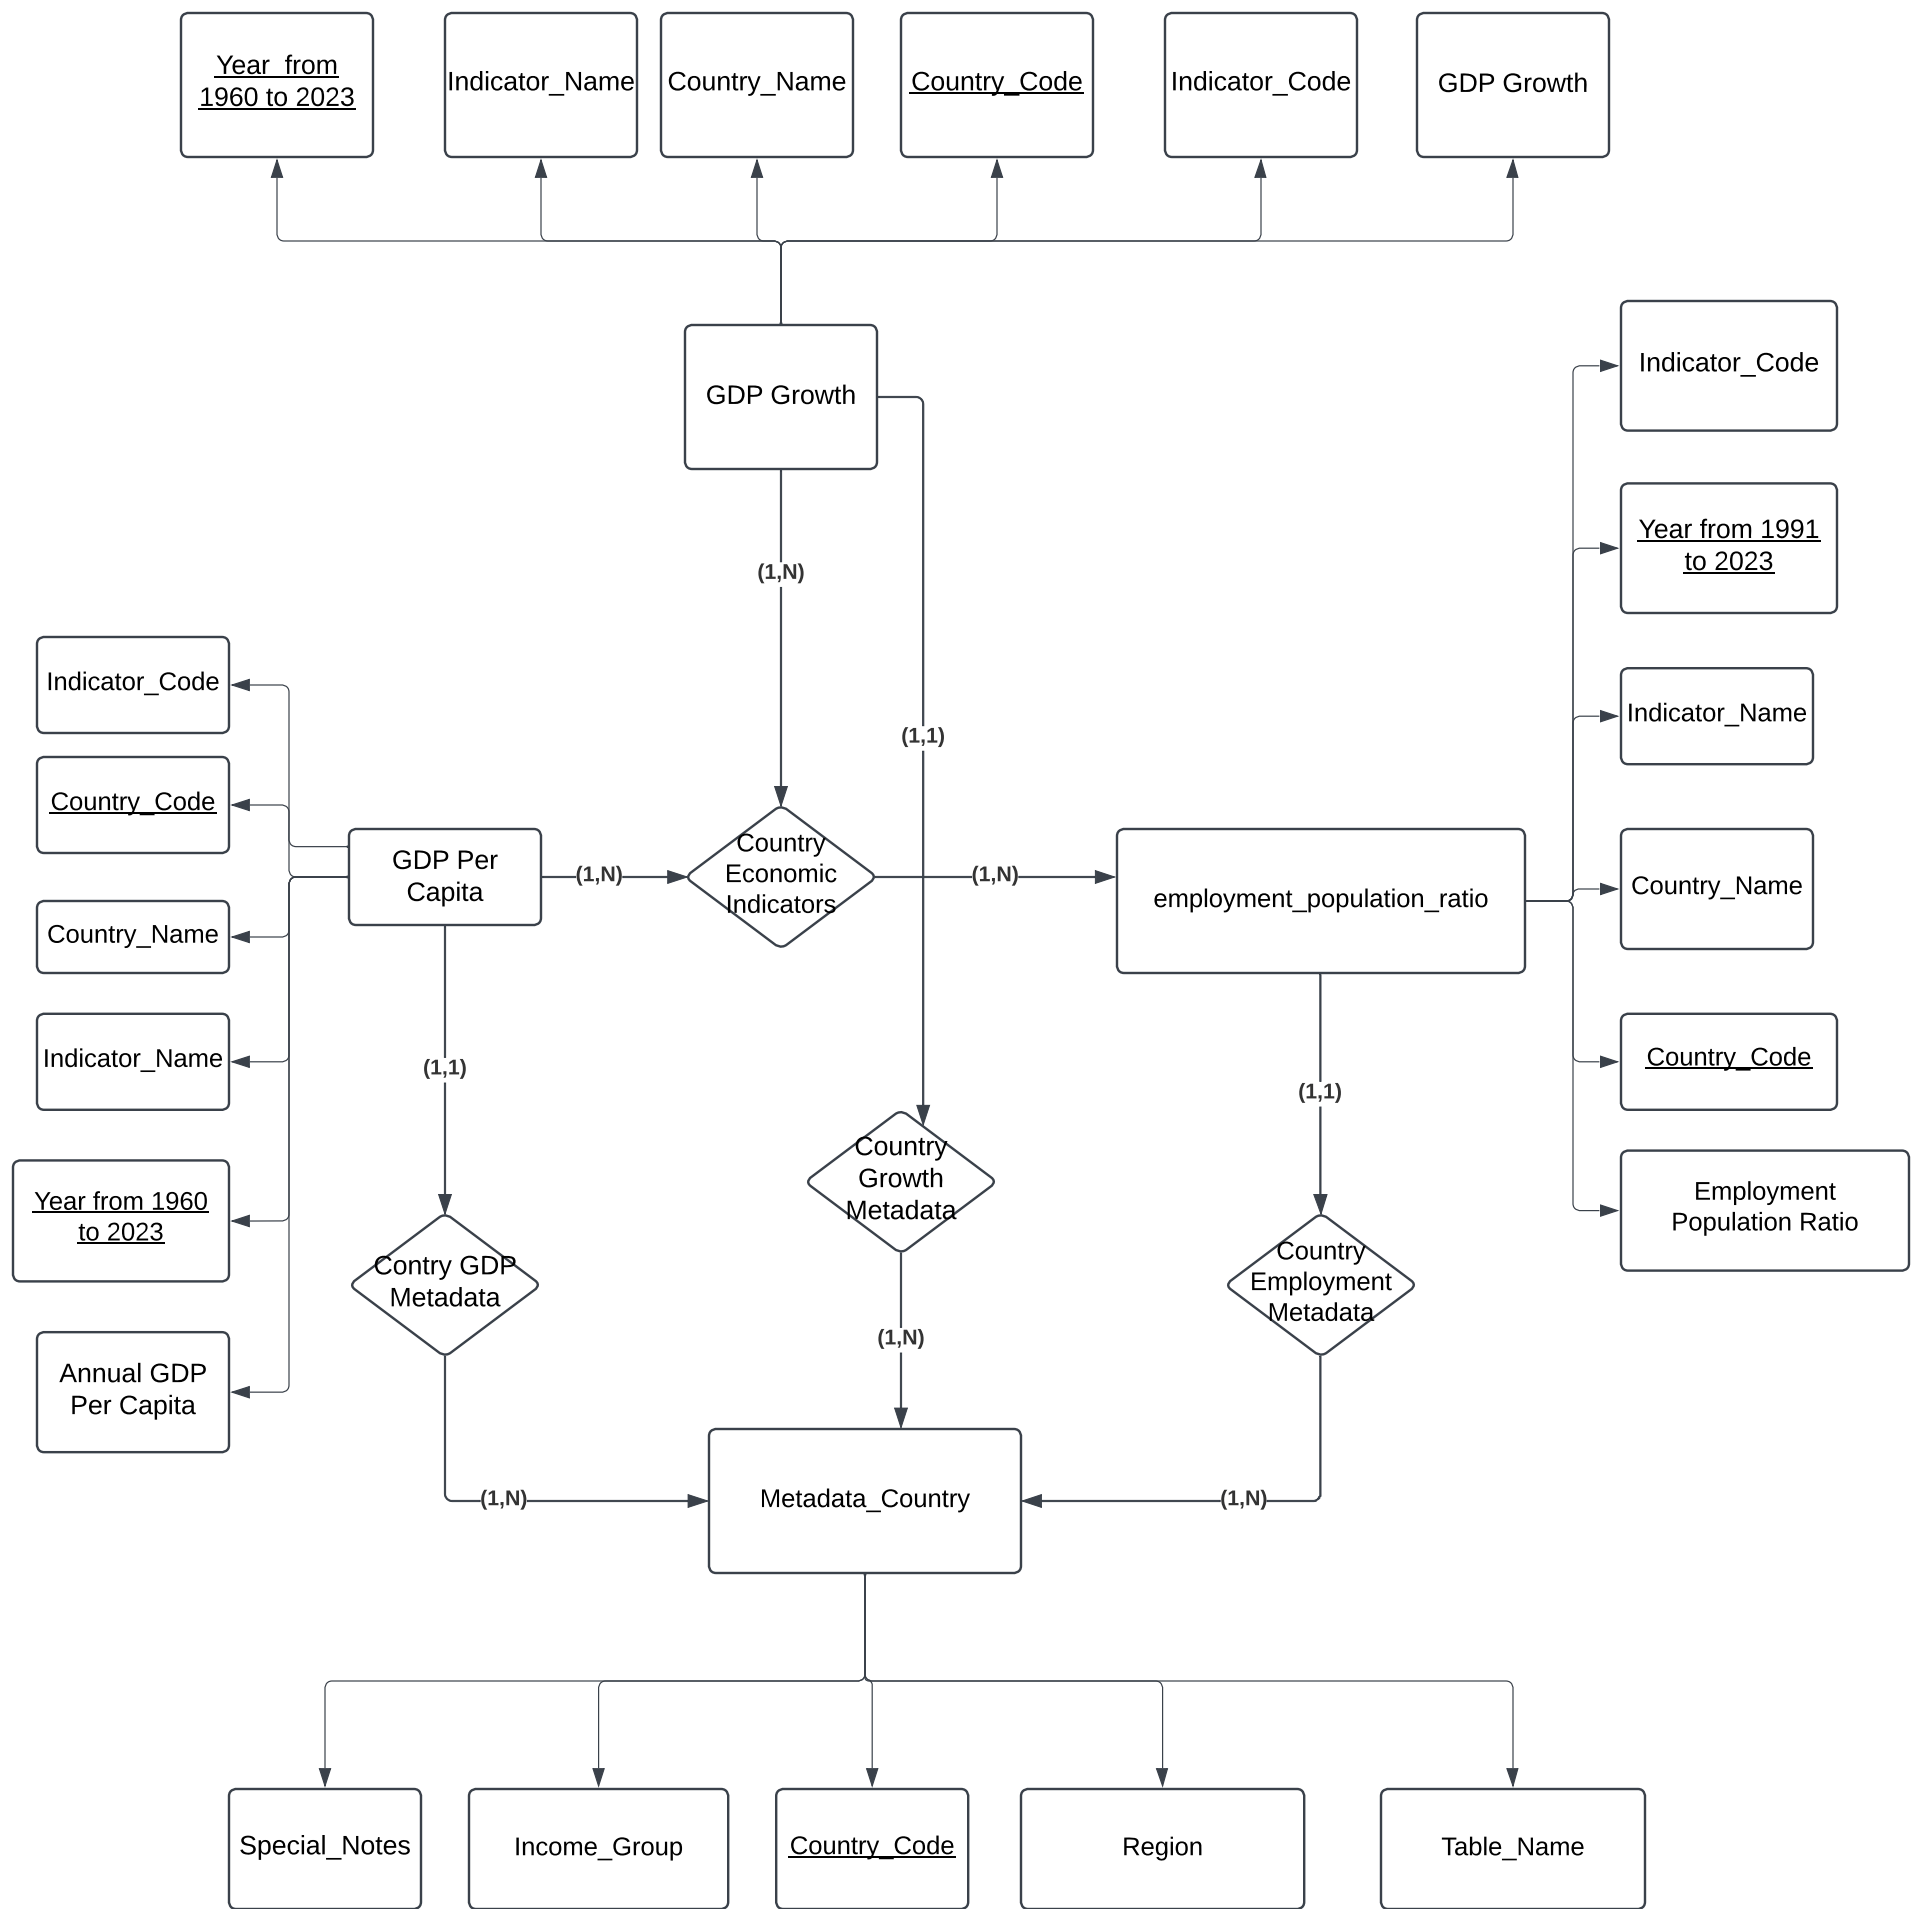 Year  from
1960 to 2023
Indicator_Name
Country_Name
Country_Code
Indicator_Code
GDP Growth
GDP Growth
Indicator_Code
Year from 1991
to 2023
(1,N)
Indicator_Code
Indicator_Name
(1,1)
Country_Code
GDP Per
Capita
(1,N)
Country
Economic
Indicators
(1,N)
employment_population_ratio
Country_Name
Country_Name
Indicator_Name
(1,1)
(1,1)
Country_Code
Country
Growth
Metadata
Year from 1960
to 2023
Employment
Population Ratio
Contry GDP
Metadata
Country
Employment
Metadata
(1,N)
Annual GDP
Per Capita
(1,N)
Metadata_Country
(1,N)
Special_Notes
Income_Group
Country_Code
Region
Table_Name